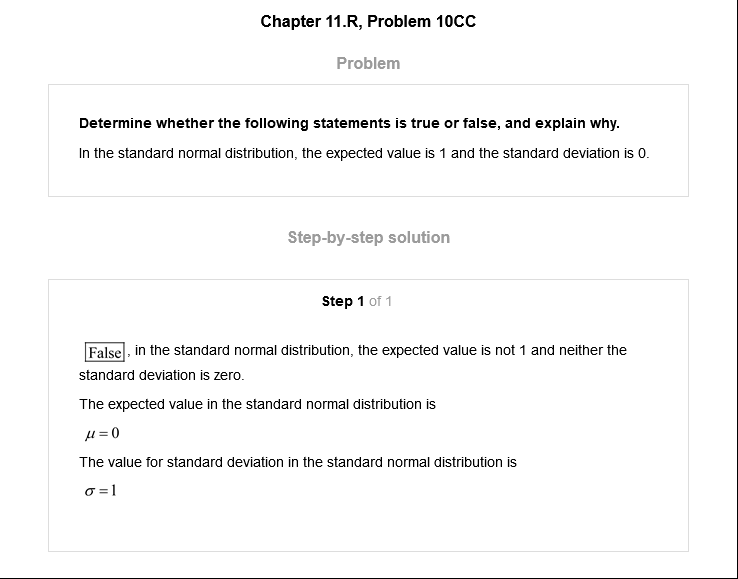 Chapter 11.R, Problem 10CC
Problem
Determine whether the following statements is true or false, and explain why.
In the standard normal distribution, the expected value is 1 and the standard deviation is 0.
Step-by-step solution
Step 1 of 1
False, in the standard normal distribution, the expected value is not 1 and neither the
standard deviation is zero.
The expected value in the standard normal distribution is
μ = 0
The value for standard deviation in the standard normal distribution is
σ = 1